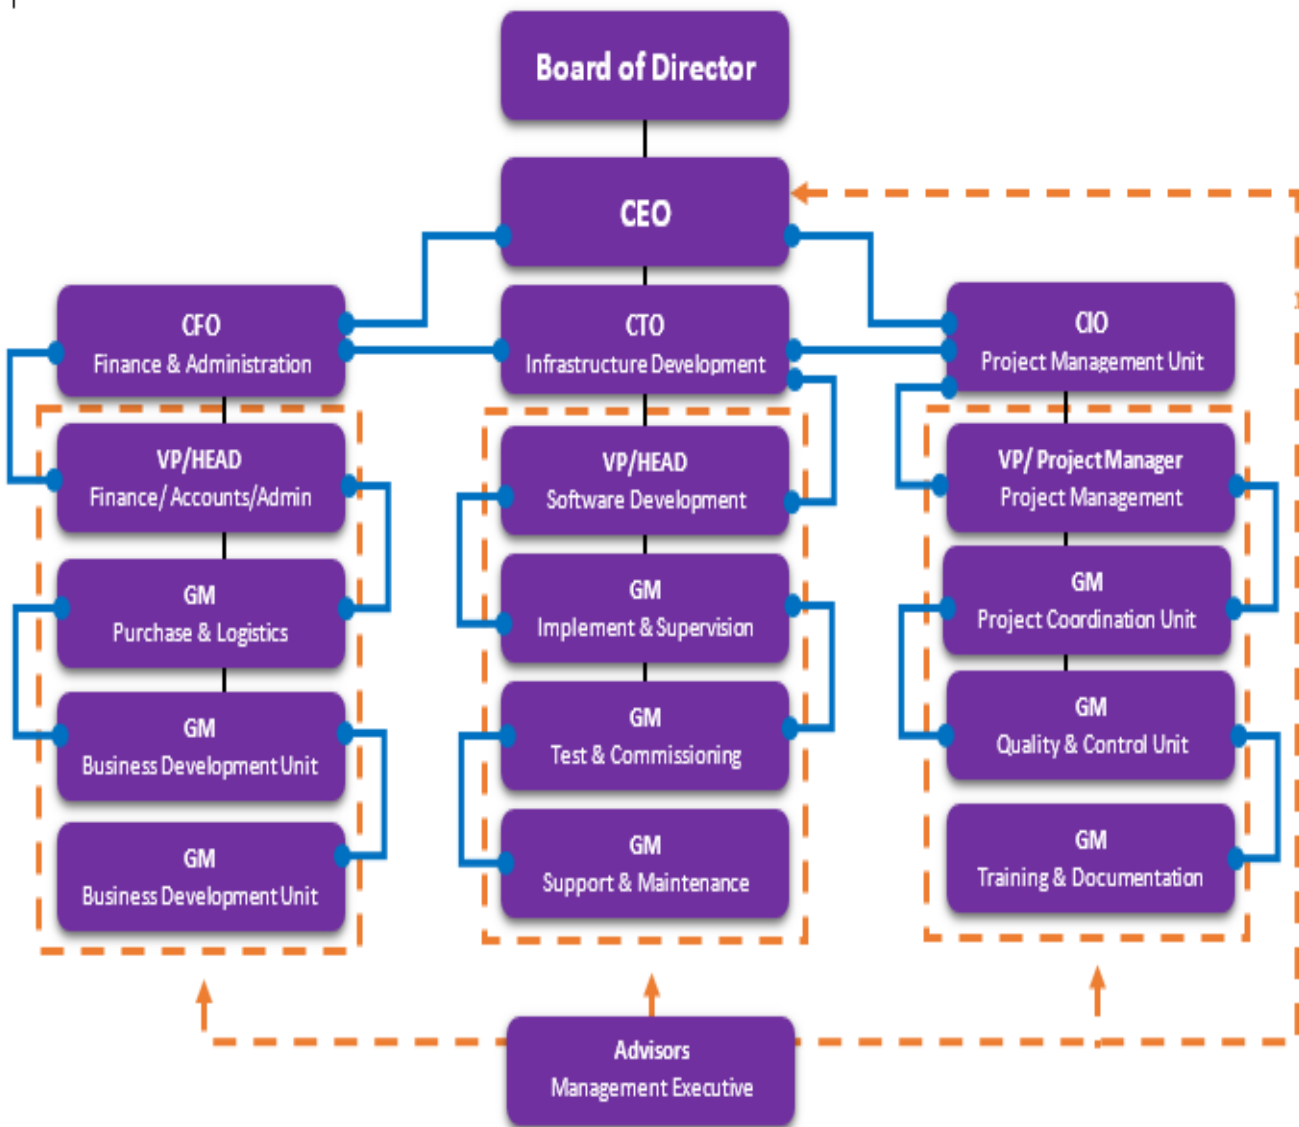 Board of Director
CEO
CFO
Finance & Administration
CTO
Infrastructure Development
CIO
Project Management Unit
VP/HEAD
Finance/ Accounts/Admin
GM
Purchase & Logistics
GM
Business Development Unit
GM
Business Development Unit
VP/HEAD
Software Development
GM
Implement & Supervision
GM
Test & Commissioning
GM
Support & Maintenance
VP/ Project Manager
Project Management
GM
Project Coordination Unit
GM
Quality & Control Unit
GM
Training & Documentation
Advisors
Management Executive